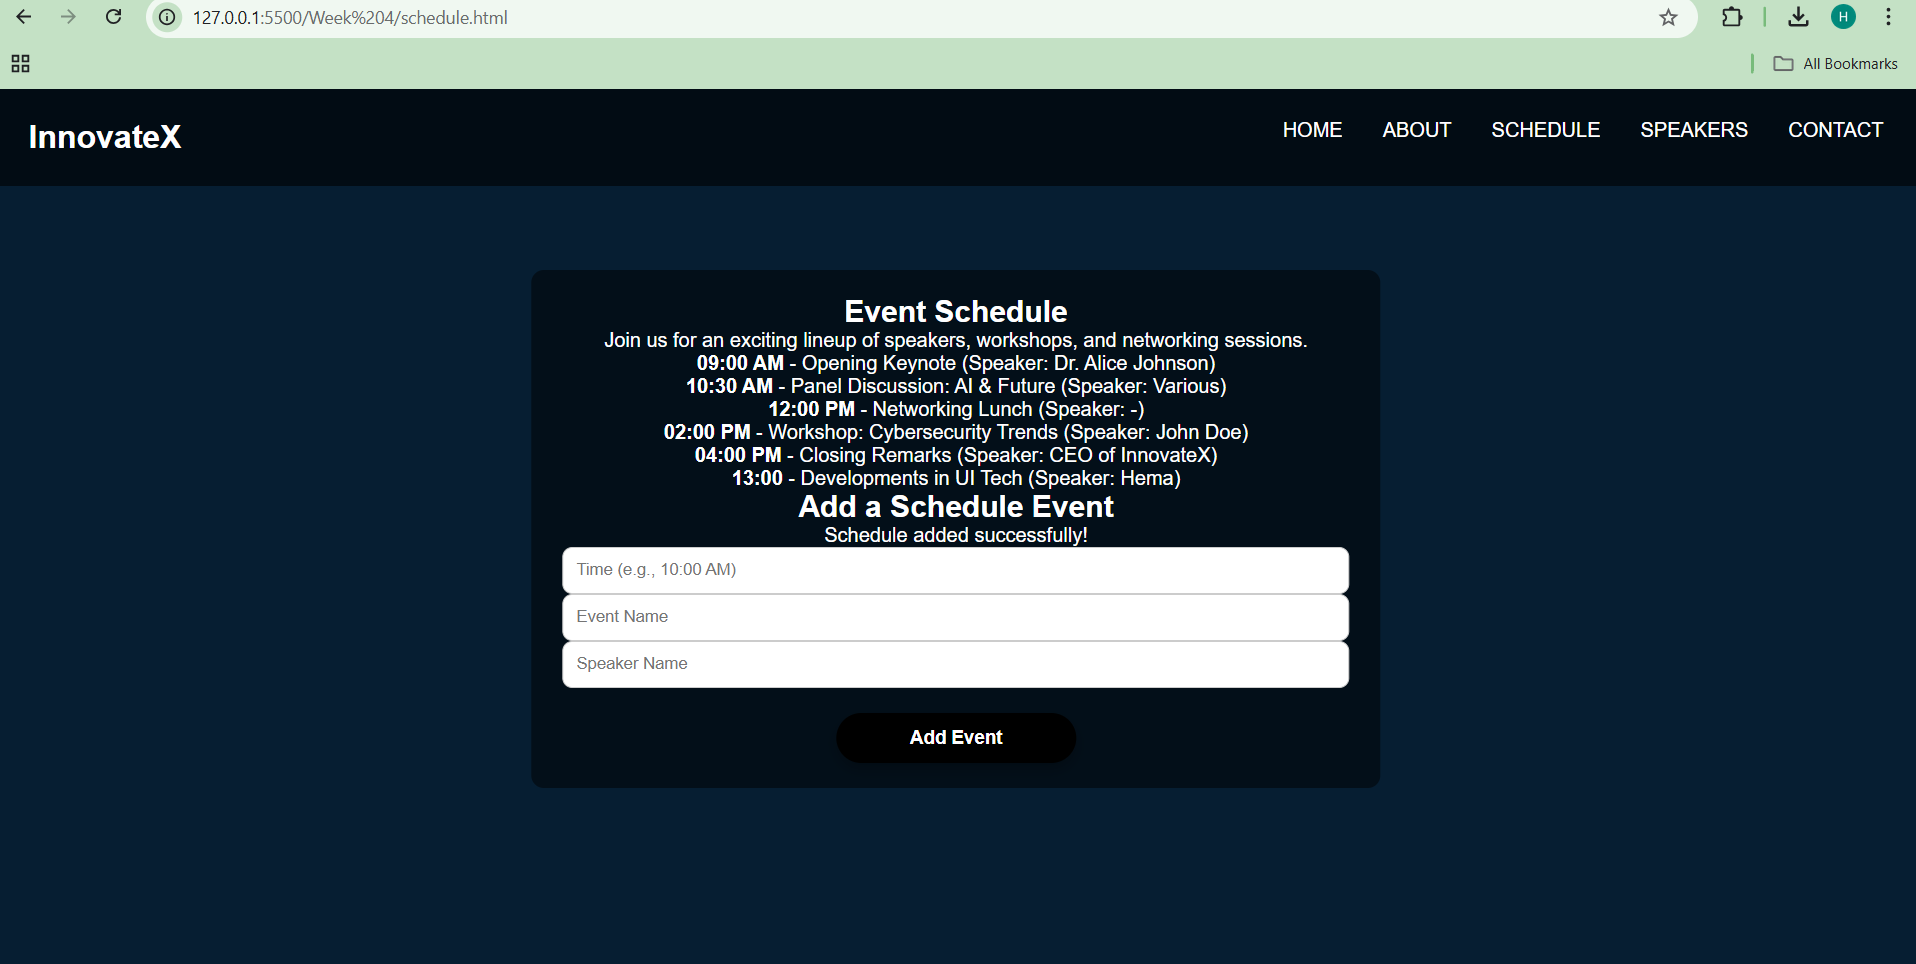 127.0.0.1:5500/Week%204/schedule.html
H
All Bookmarks
InnovateX
HOME ABOUT SCHEDULE SPEAKERS CONTACT
Event Schedule
Join us for an exciting lineup of speakers, workshops, and networking sessions.
09:00 AM - Opening Keynote (Speaker: Dr. Alice Johnson)
10:30 AM - Panel Discussion: AI & Future (Speaker: Various)
12:00 PM - Networking Lunch (Speaker: -)
02:00 PM - Workshop: Cybersecurity Trends (Speaker: John Doe)
04:00 PM - Closing Remarks (Speaker: CEO of InnovateX)
13:00 - Developments in UI Tech (Speaker: Hema)
Add a Schedule Event
Schedule added successfully!
Time (e.g., 10:00 AM)
Event Name
Speaker Name
Add Event